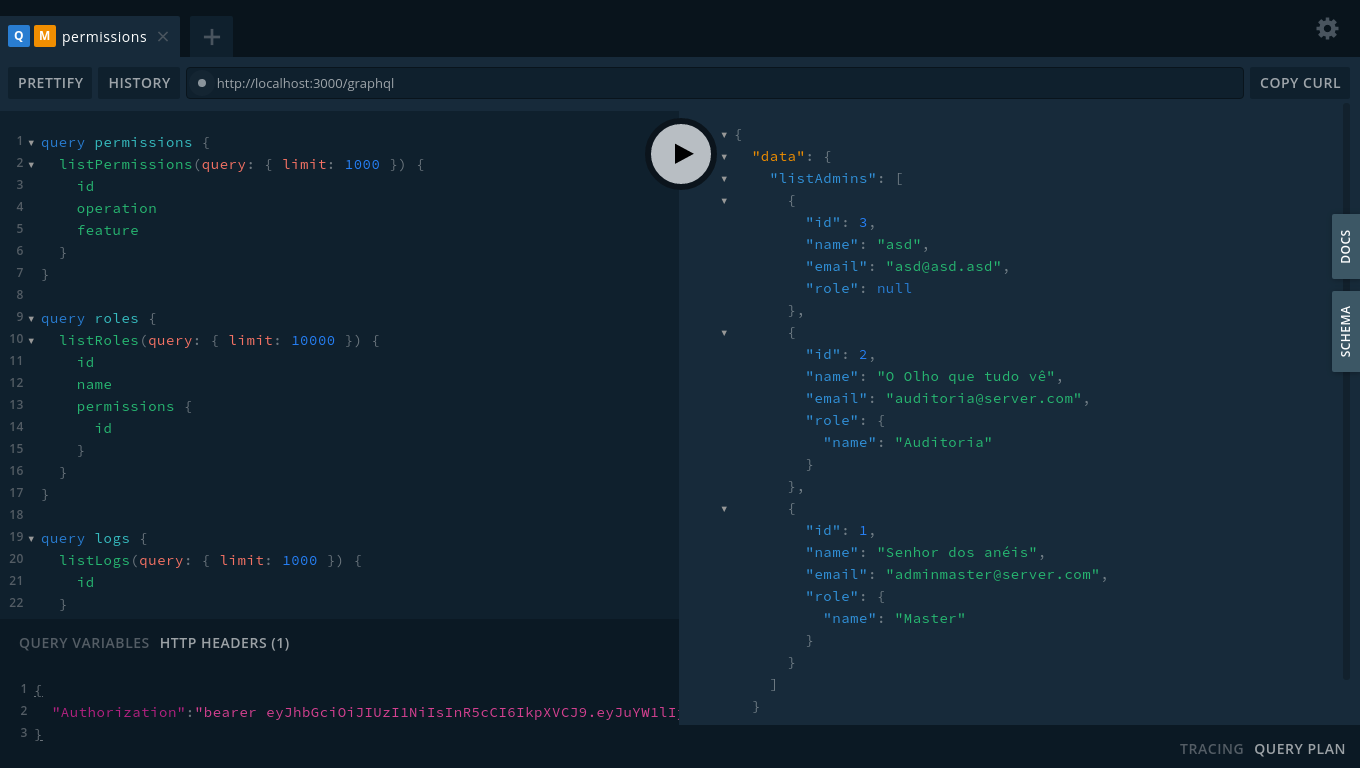 Q M permissions
PRETTIFY HISTORY http://localhost:3000/graphql COPY CURL
1 query permissions {
2 listPermissions(query: { limit: 1000 }) {
3 id
4 operation
5 feature
6 }
7 }
8
9 query roles {
10 listRoles(query: { limit: 10000 }) {
11 id
12 name
13 permissions {
14 id
15 }
16 }
17 }
18
19 query logs {
20 listLogs(query: { limit: 1000 }) {
21 id
22 }
QUERY VARIABLES HTTP HEADERS (1)
1 {
2 "Authorization":"bearer eyJhbGciOiJIUzI1NiIsInR5cCI6IkpXVCJ9.eyJuYW1lIj
3 }
{
"data": {
"listAdmins": [
{
"id": 3,
"name": "asd",
"email": "asd@asd.asd",
"role": null
},
{
"id": 2,
"name": "O Olho que tudo vê",
"email": "auditoria@server.com",
"role": {
"name": "Auditoria"
}
},
{
"id": 1,
"name": "Senhor dos anéis",
"email": "adminmaster@server.com",
"role": {
"name": "Master"
}
}
]
}
DOCS
SCHEMA
TRACING QUERY PLAN